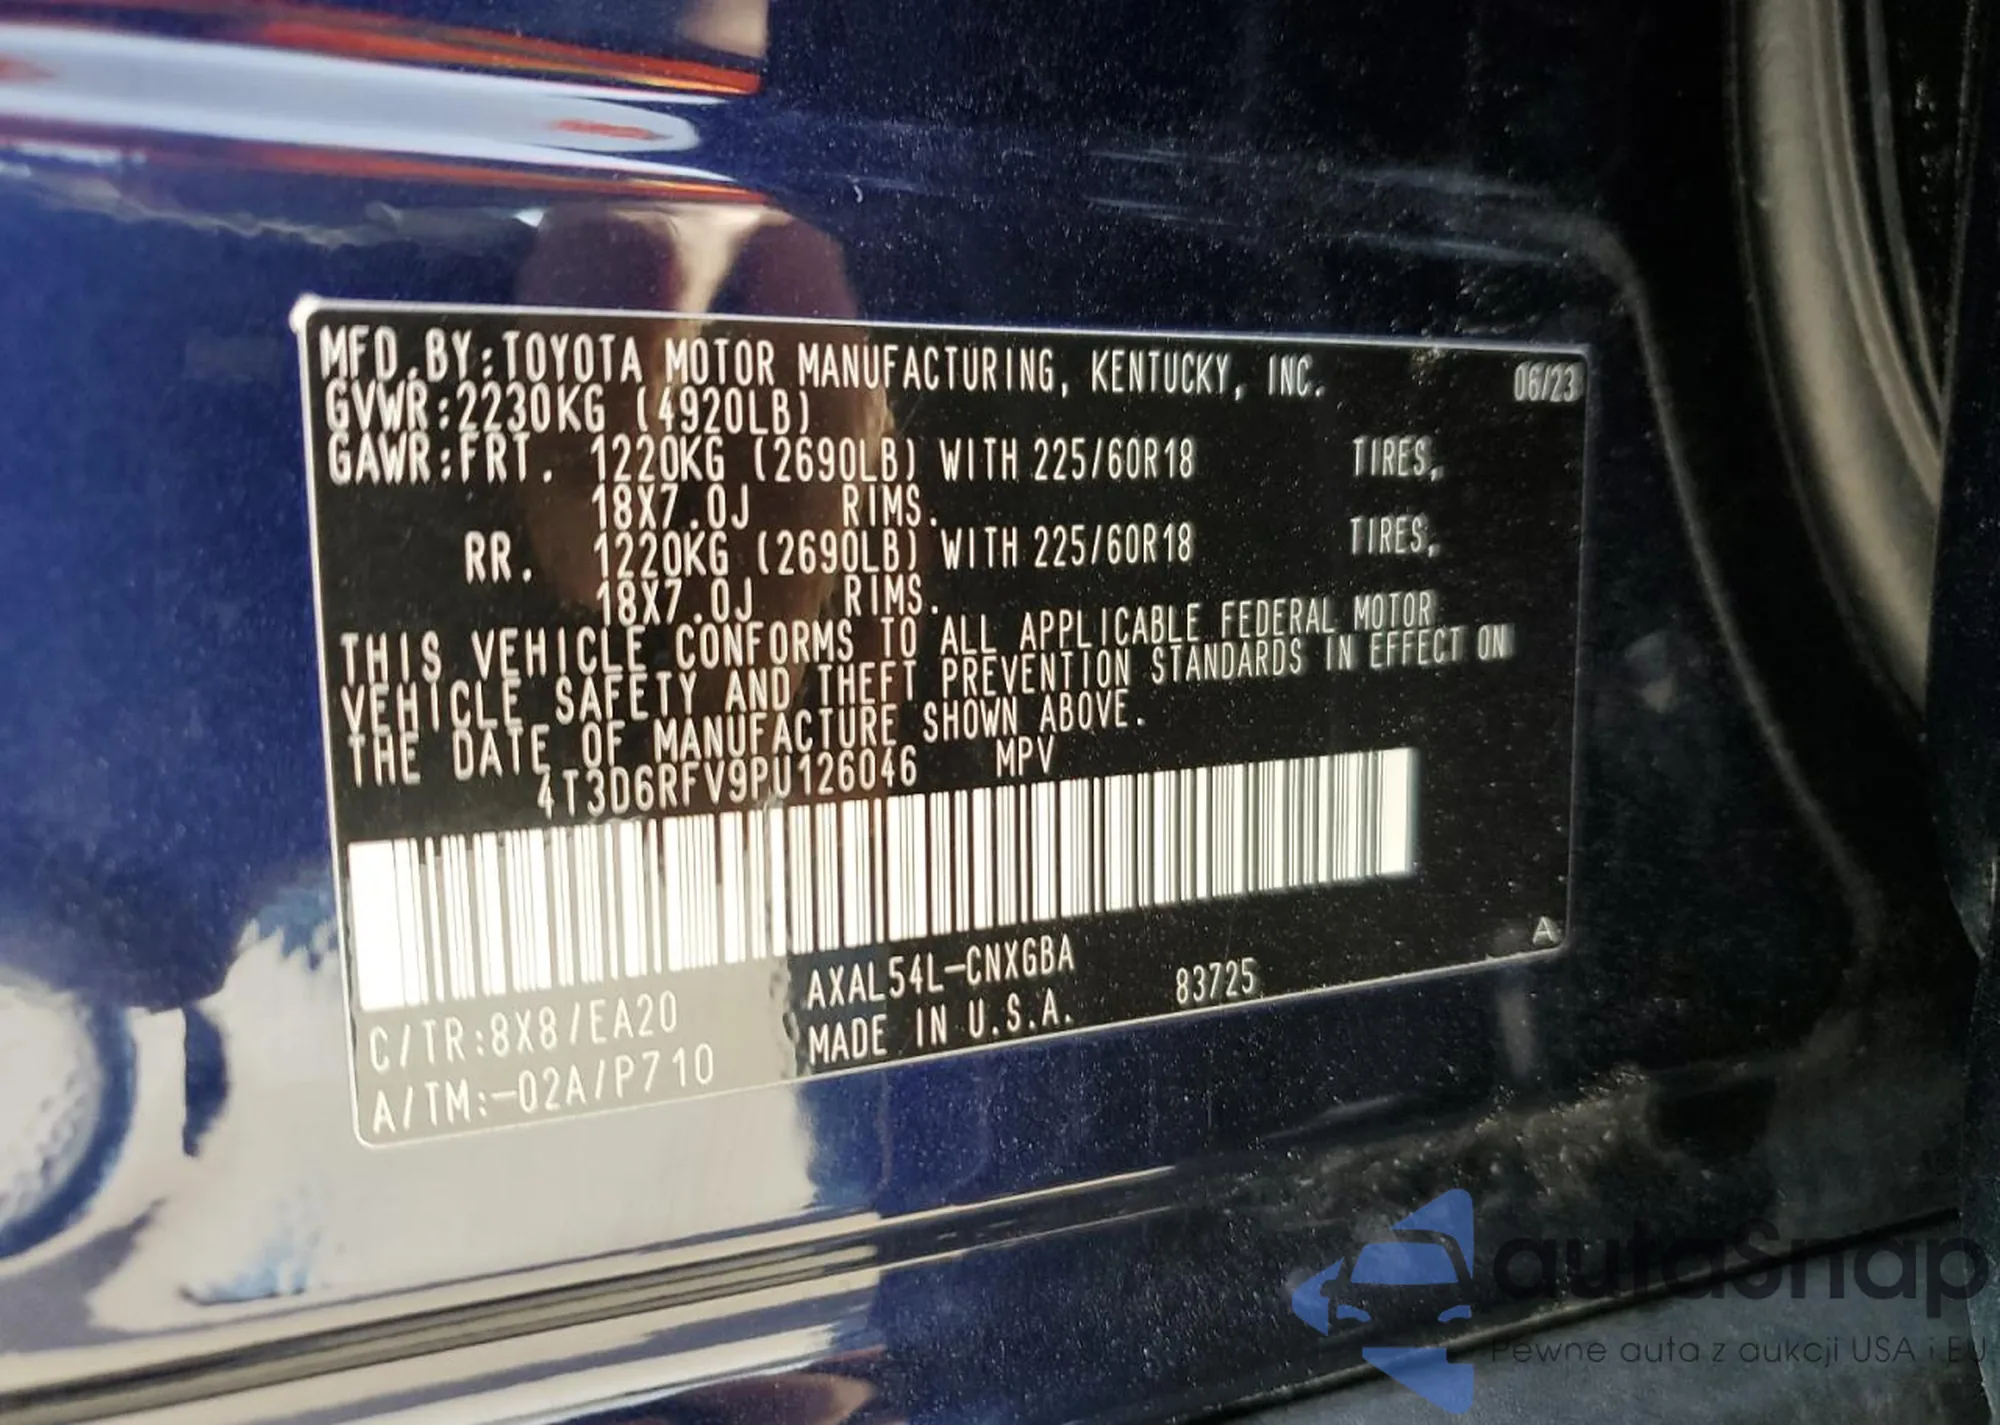 MFD.BY:TOYOTA MOTOR MANUFACTURING, KENTUCKY, INC. 06/23
GVWR:2230KG (4920LB)
GAWR:FRT. 1220KG (2690LB) WITH 225/60R18 TIRES,
18X7.0J RIMS.
RR. 1220KG (2690LB) WITH 225/60R18 TIRES,
18X7.0J RIMS.
THIS VEHICLE CONFORMS TO ALL APPLICABLE FEDERAL MOTOR
VEHICLE SAFETY AND THEFT PREVENTION STANDARDS IN EFFECT ON
THE DATE OF MANUFACTURE SHOWN ABOVE.
4T3D6RFV9PU126046 MPV
C/TR:8X8/EA20 AXAL54L-CNXGBA 83725 A
A/TM:-02A/P710 MADE IN U.S.A.
autaSnap
Pewne auta z aukcji USA i EU